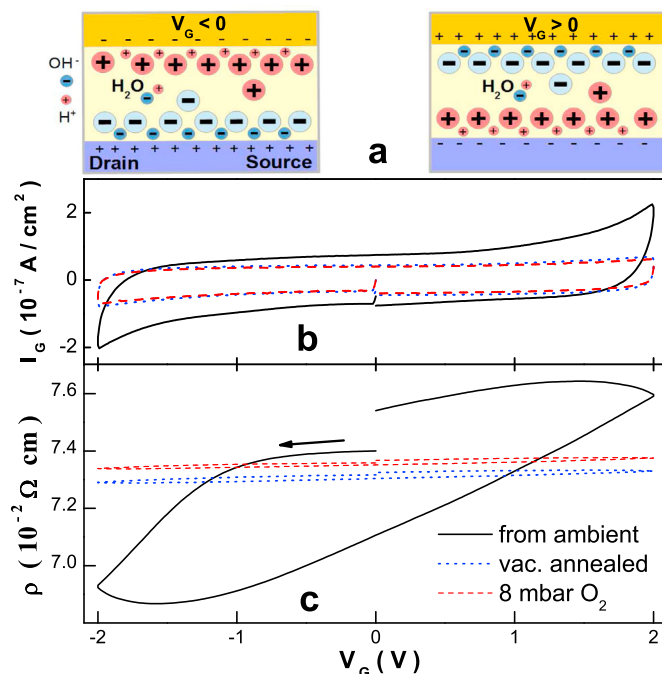 V_G < 0
V_G > 0
OH⁻
H⁺
H₂O
H₂O
Drain
Source
a
2
0
-2
I_G ( 10⁻⁷ A / cm² )
b
7.6
7.4
7.2
7.0
ρ ( 10⁻² Ω cm )
from ambient
vac. annealed
8 mbar O₂
c
-2 -1 0 1 2
V_G ( V )